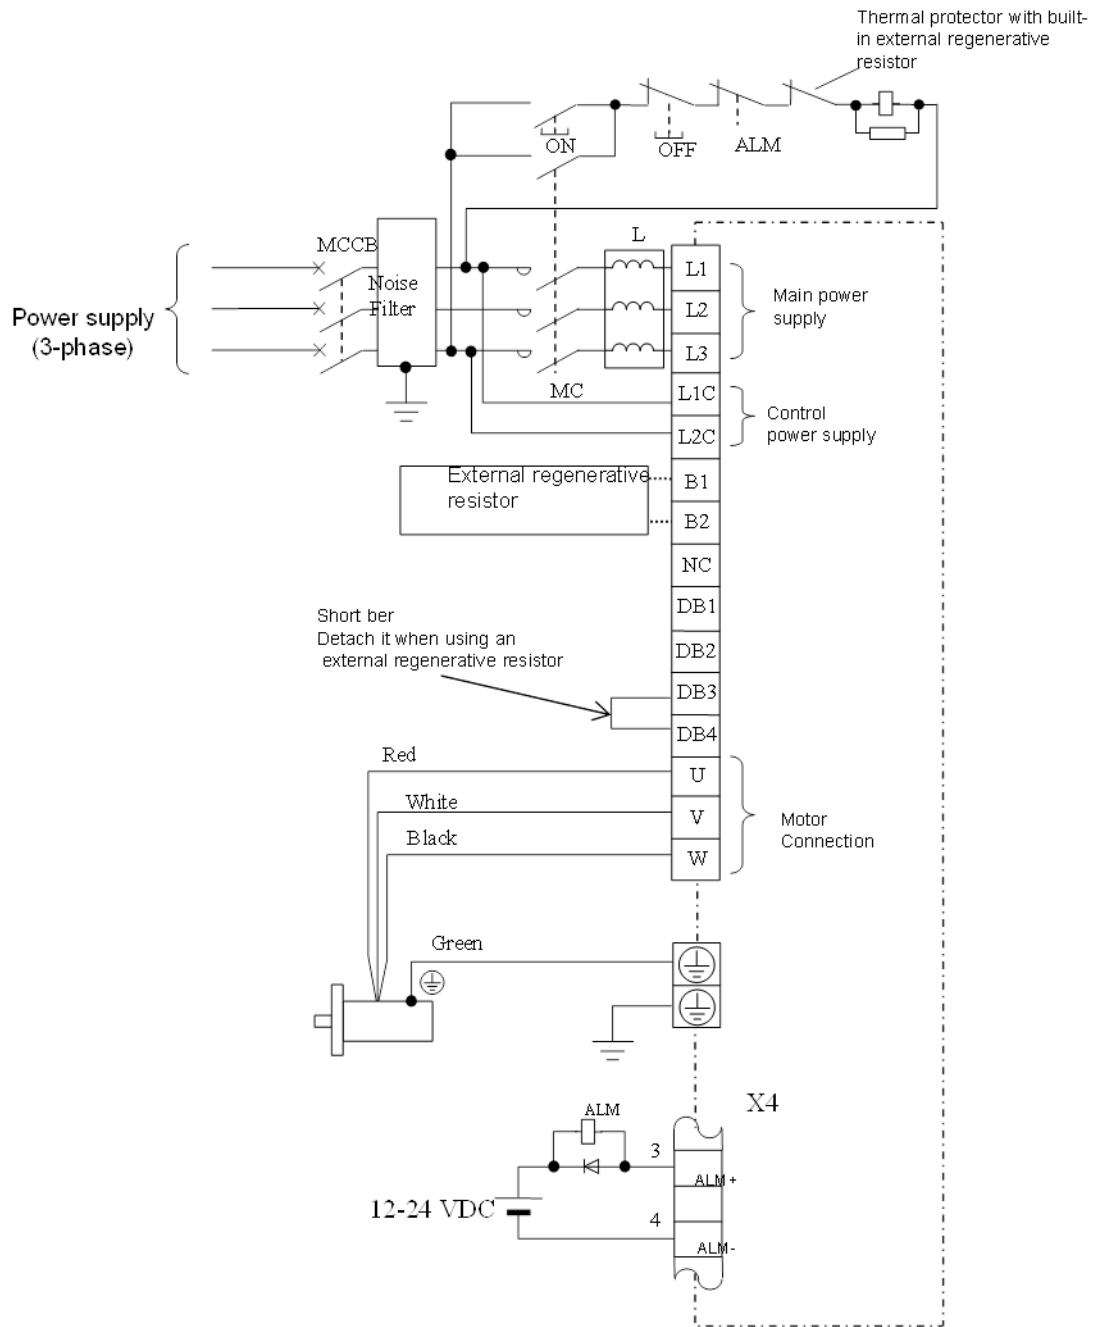 Thermal protector with built-
in external regenerative
resistor
ON
OFF
ALM
MCCB
L
Noise
Filter
L1
L2
L3
Main power
supply
Power supply
(3-phase)
MC
L1C
L2C
Control
power supply
External regenerative
resistor
B1
B2
NC
DB1
DB2
DB3
DB4
Short ber
Detach it when using an
external regenerative resistor
Red
White
Black
U
V
W
Motor
Connection
Green
X4
ALM
3
ALM+
12-24 VDC
4
ALM-